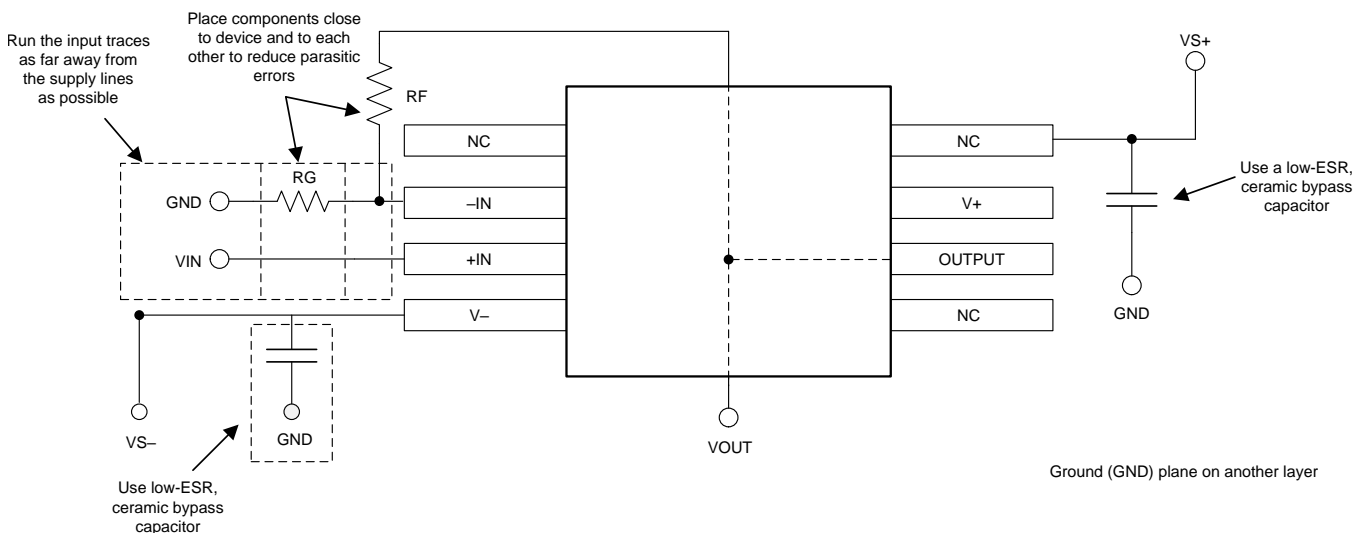 Place components close
to device and to each
other to reduce parasitic
errors
Run the input traces
as far away from
the supply lines
as possible
VS+
RF
NC
NC
Use a low-ESR,
ceramic bypass
capacitor
RG
GND
–IN
V+
VIN
+IN
OUTPUT
V–
NC
GND
VS–
GND
VOUT
Ground (GND) plane on another layer
Use low-ESR,
ceramic bypass
capacitor